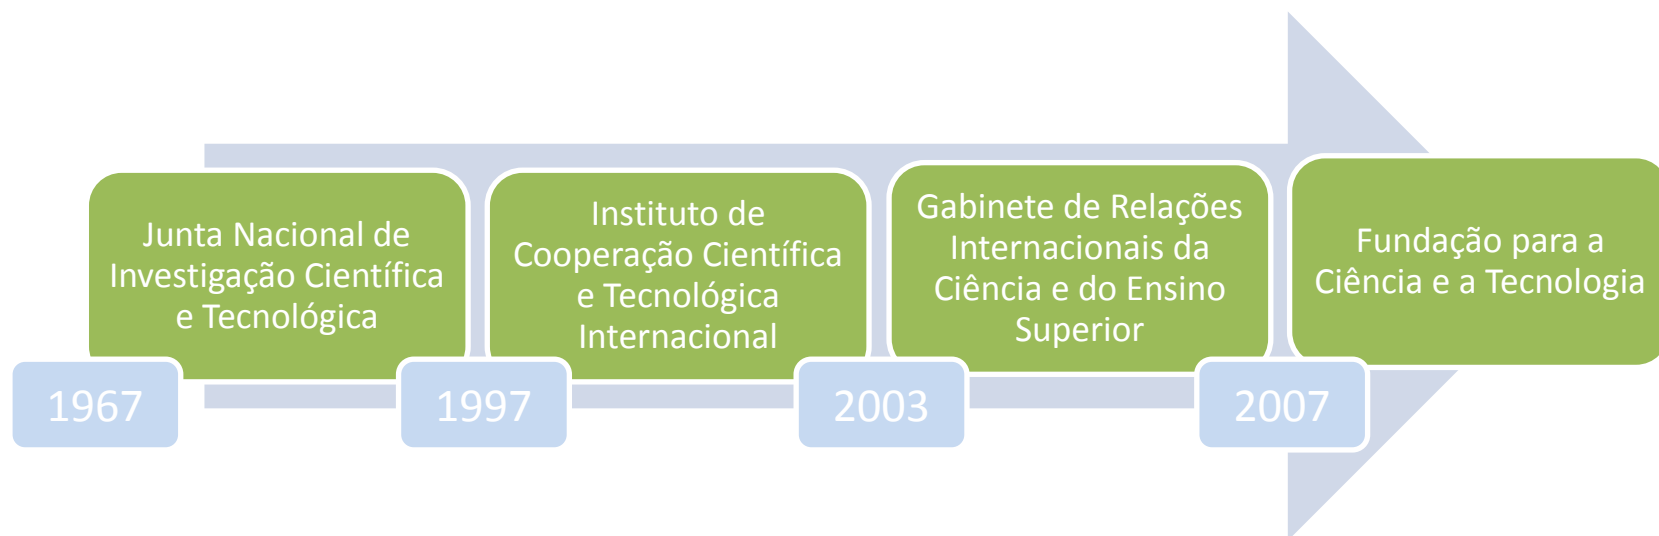 Junta Nacional de
Investigação Científica
e Tecnológica
Instituto de
Cooperação Científica
e Tecnológica
Internacional
Gabinete de Relações
Internacionais da
Ciência e do Ensino
Superior
Fundação para a
Ciência e a Tecnologia
1967
1997
2003
2007